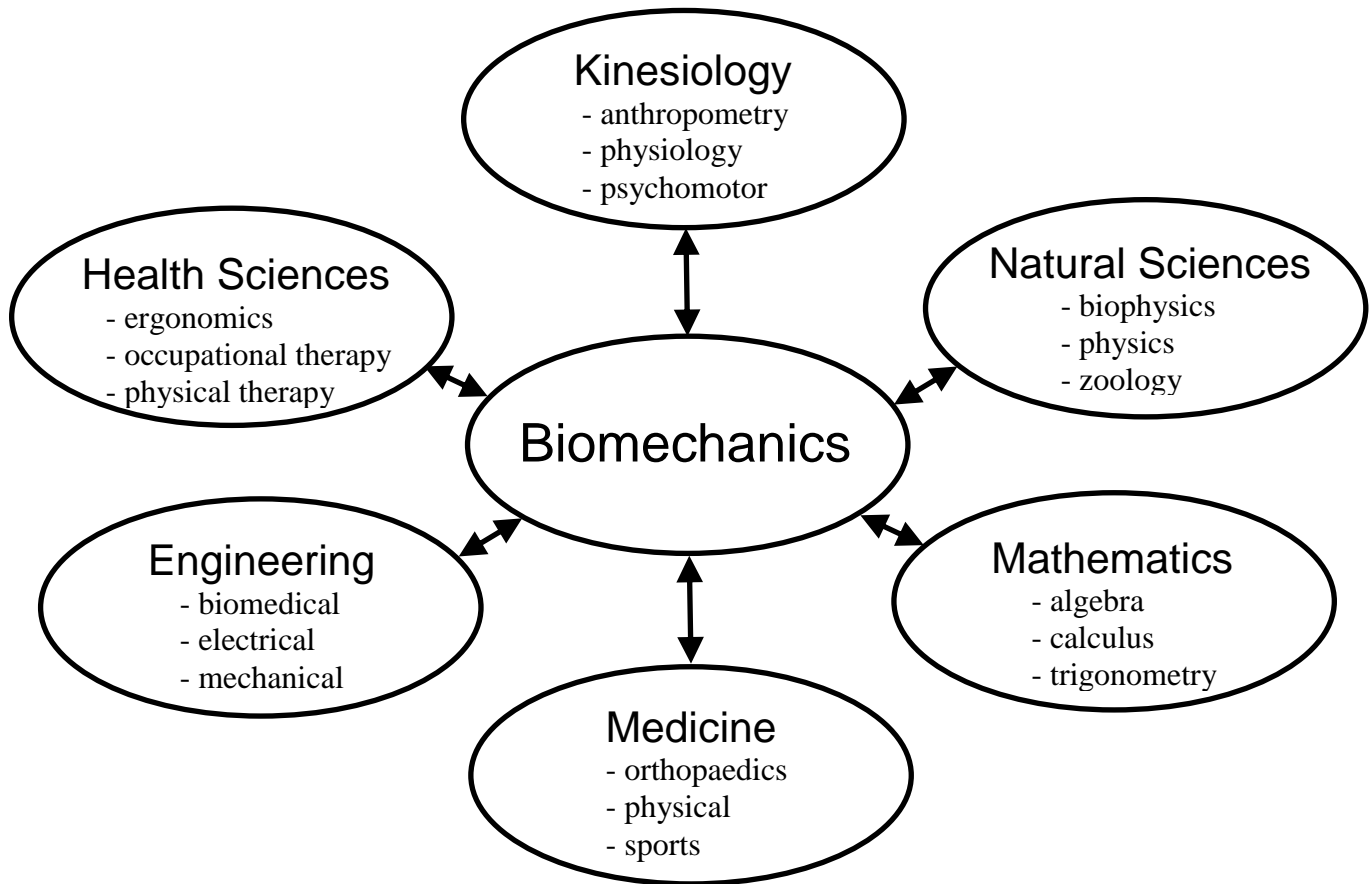 Kinesiology
- anthropometry
- physiology
- psychomotor
Health Sciences
- ergonomics
- occupational therapy
- physical therapy
Natural Sciences
- biophysics
- physics
- zoology
Biomechanics
Engineering
- biomedical
- electrical
- mechanical
Mathematics
- algebra
- calculus
- trigonometry
Medicine
- orthopaedics
- physical
- sports